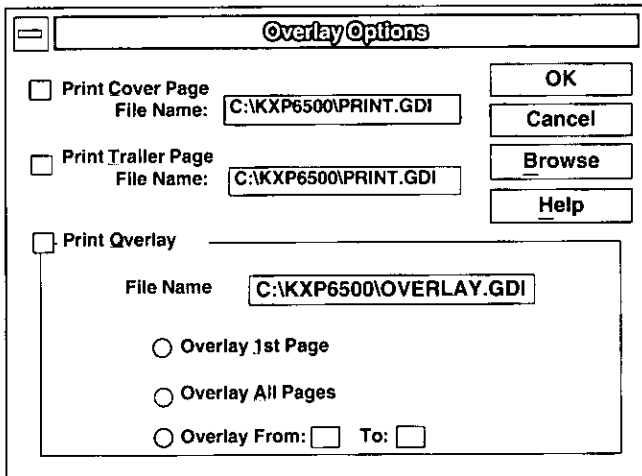 Overlay Options
Print Cover Page
File Name: C:\KXP6500\PRINT.GDI
Print Trailer Page
File Name: C:\KXP6500\PRINT.GDI
OK
Cancel
Browse
Help
Print Overlay
File Name C:\KXP6500\OVERLAY.GDI
Overlay 1st Page
Overlay All Pages
Overlay From: To: